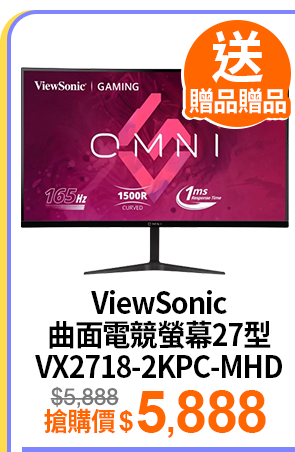 送
贈品贈品
ViewSonic | GAMING
OMNI
165Hz
1500R
CURVED
1ms
Response Time
OMNI
ViewSonic
曲面電競螢幕27型
VX2718-2KPC-MHD
$5,888
搶購價$5,888